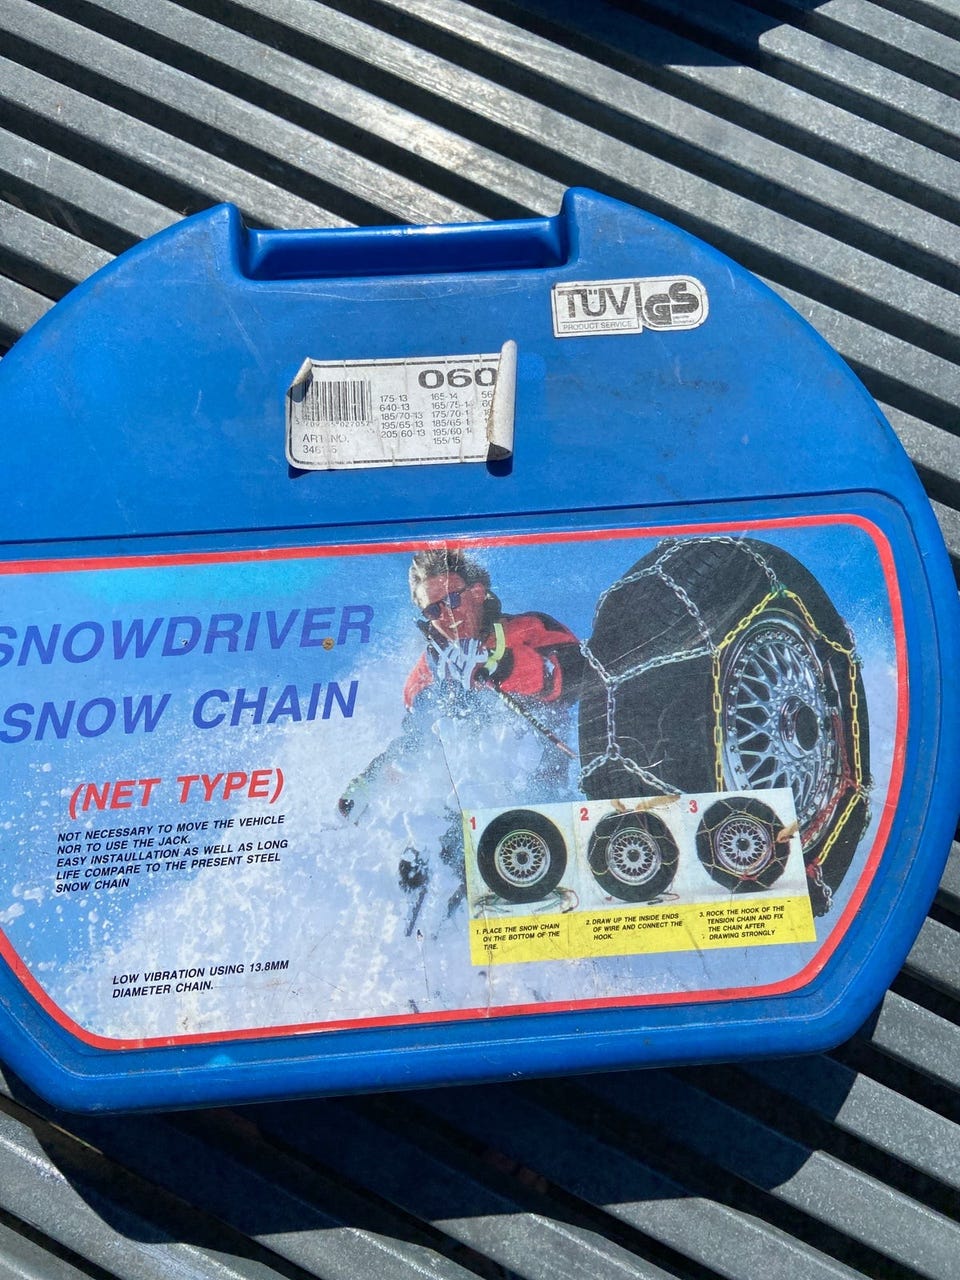 TÜV GS
PRODUCT SERVICE
060
175-13 165-14
640-13 165/75-1
185/70-13 175/70-1
195/65-13 185/65-1
205/60-13 195/60-1
155/15
ART.NO.
SNOWDRIVER
SNOW CHAIN
(NET TYPE)
NOT NECESSARY TO MOVE THE VEHICLE
NOR TO USE THE JACK.
EASY INSTAULLATION AS WELL AS LONG
LIFE COMPARE TO THE PRESENT STEEL
SNOW CHAIN
LOW VIBRATION USING 13.8MM
DIAMETER CHAIN.
1 2 3
1. PLACE THE SNOW CHAIN
ON THE BOTTOM OF THE
TIRE.
2. DRAW UP THE INSIDE ENDS
OF WIRE AND CONNECT THE
HOOK.
3. ROCK THE HOOK OF THE
TENSION CHAIN AND FIX
THE CHAIN AFTER
DRAWING STRONGLY